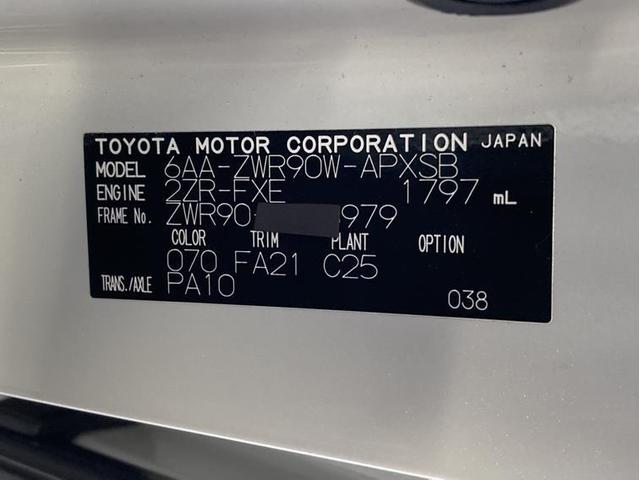 TOYOTA MOTOR CORPORATION JAPAN
MODEL 6AA-ZWR90W-APXSB
ENGINE 2ZR-FXE 1797 mL
FRAME No. ZWR90 979
COLOR TRIM PLANT OPTION
070 FA21 C25
TRANS./AXLE PA10 038